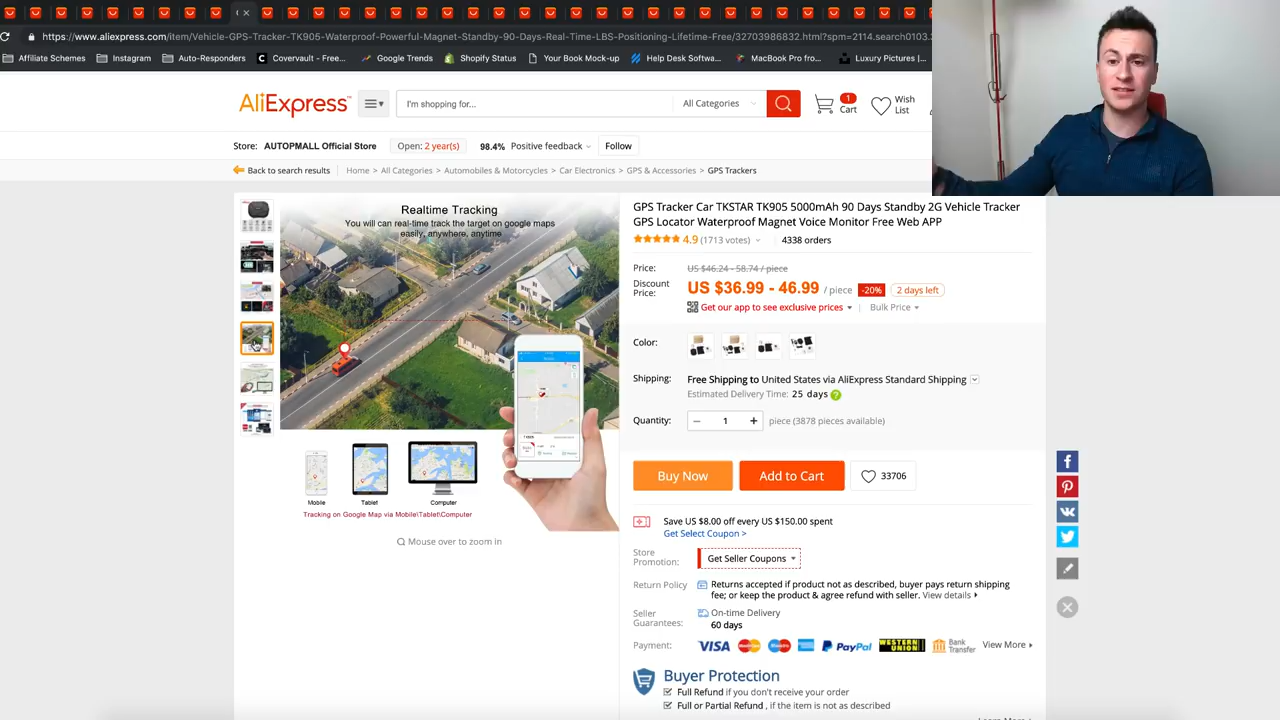 https://www.aliexpress.com/item/Vehicle-GPS-Tracker-TK905-Waterproof-Powerful-Magnet-Standby-90-Days-Real-Time-LBS-Positioning-Lifetime-Free/32703986832.html?spm=2114.search0103.
Affiliate Schemes Instagram Auto-Responders Covervault - Free... Google Trends Shopify Status Your Book Mock-up Help Desk Softwa... MacBook Pro fro... Luxury Pictures |...
AliExpress™
I'm shopping for...
All Categories
1
Cart
Wish
List
Store: AUTOPMALL Official Store Open: 2 year(s) 98.4% Positive feedback Follow
Back to search results Home > All Categories > Automobiles & Motorcycles > Car Electronics > GPS & Accessories > GPS Trackers
Realtime Tracking
You will can real-time track the target on google maps
easily, anywhere, anytime
Mobile Tablet Computer
Tracking on Google Map via Mobile\Tablet\Computer
Mouse over to zoom in
GPS Tracker Car TKSTAR TK905 5000mAh 90 Days Standby 2G Vehicle Tracker
GPS Locator Waterproof Magnet Voice Monitor Free Web APP
4.9 (1713 votes) 4338 orders
Price: US $46.24 - 58.74 / piece
Discount
Price:
US $36.99 - 46.99 / piece -20% 2 days left
Get our app to see exclusive prices Bulk Price
Color:
Shipping: Free Shipping to United States via AliExpress Standard Shipping
Estimated Delivery Time: 25 days ?
Quantity: − 1 + piece (3878 pieces available)
Buy Now Add to Cart 33706
Save US $8.00 off every US $150.00 spent
Get Select Coupon >
Store
Promotion:
Get Seller Coupons
Return Policy Returns accepted if product not as described, buyer pays return shipping
fee; or keep the product & agree refund with seller. View details
Seller
Guarantees:
On-time Delivery
60 days
Payment: VISA MasterCard Maestro PayPal WESTERN UNION Bank Transfer View More
Buyer Protection
Full Refund if you don't receive your order
Full or Partial Refund , if the item is not as described